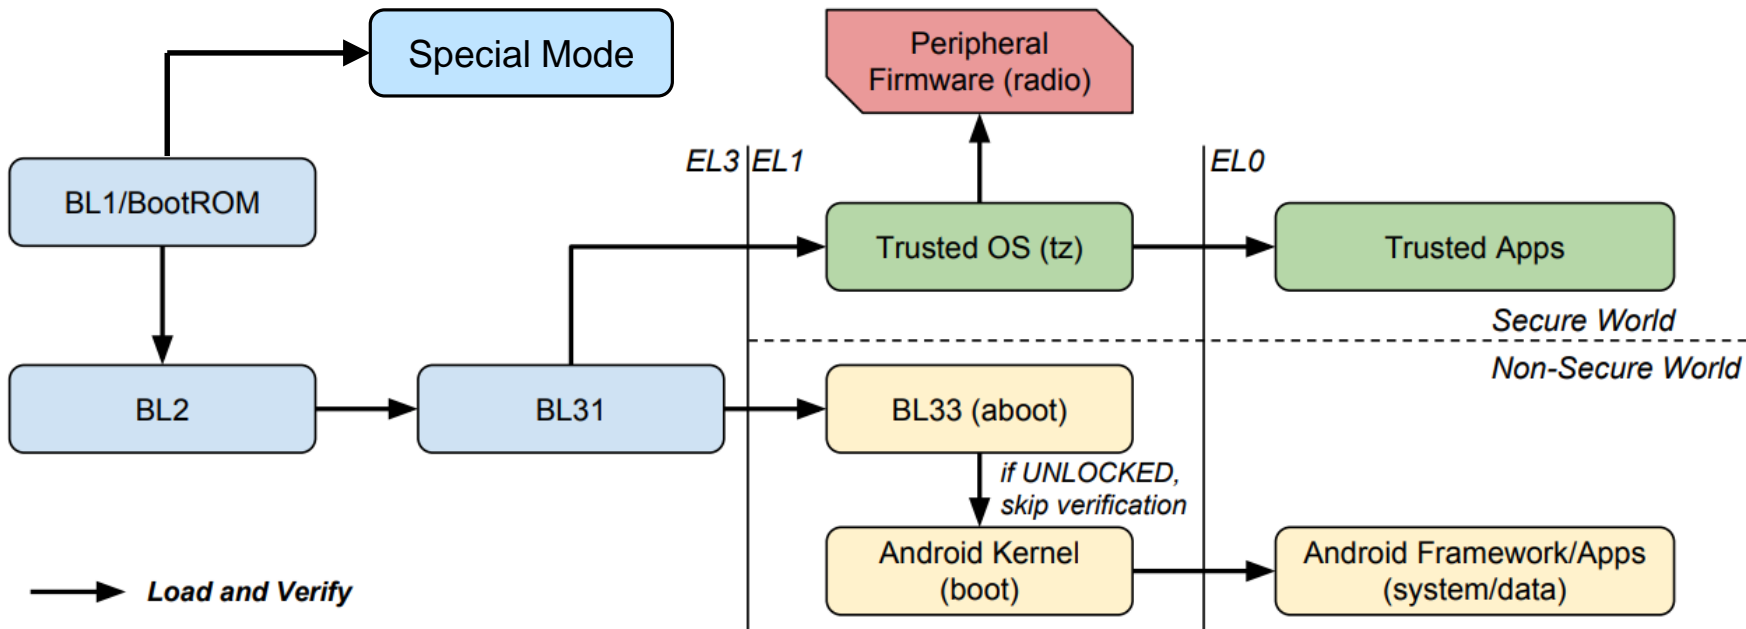 Special Mode
Peripheral
Firmware (radio)
EL3
EL1
EL0
BL1/BootROM
Trusted OS (tz)
Trusted Apps
Secure World
Non-Secure World
BL2
BL31
BL33 (aboot)
if UNLOCKED,
skip verification
Android Kernel
(boot)
Android Framework/Apps
(system/data)
Load and Verify